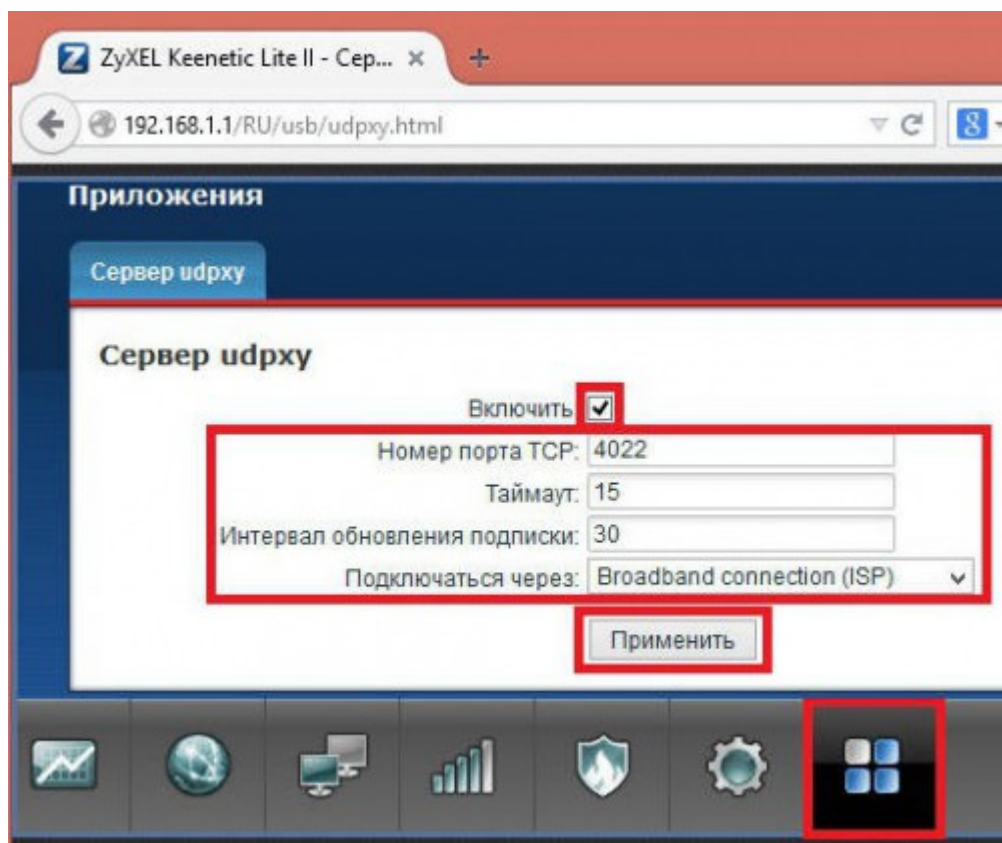 ZyXEL Keenetic Lite II - Сер...
192.168.1.1/RU/usb/udpxy.html
Приложения
Сервер udpxy
Сервер udpxy
Включить
Номер порта TCP: 4022
Таймаут: 15
Интервал обновления подписки: 30
Подключаться через: Broadband connection (ISP)
Применить